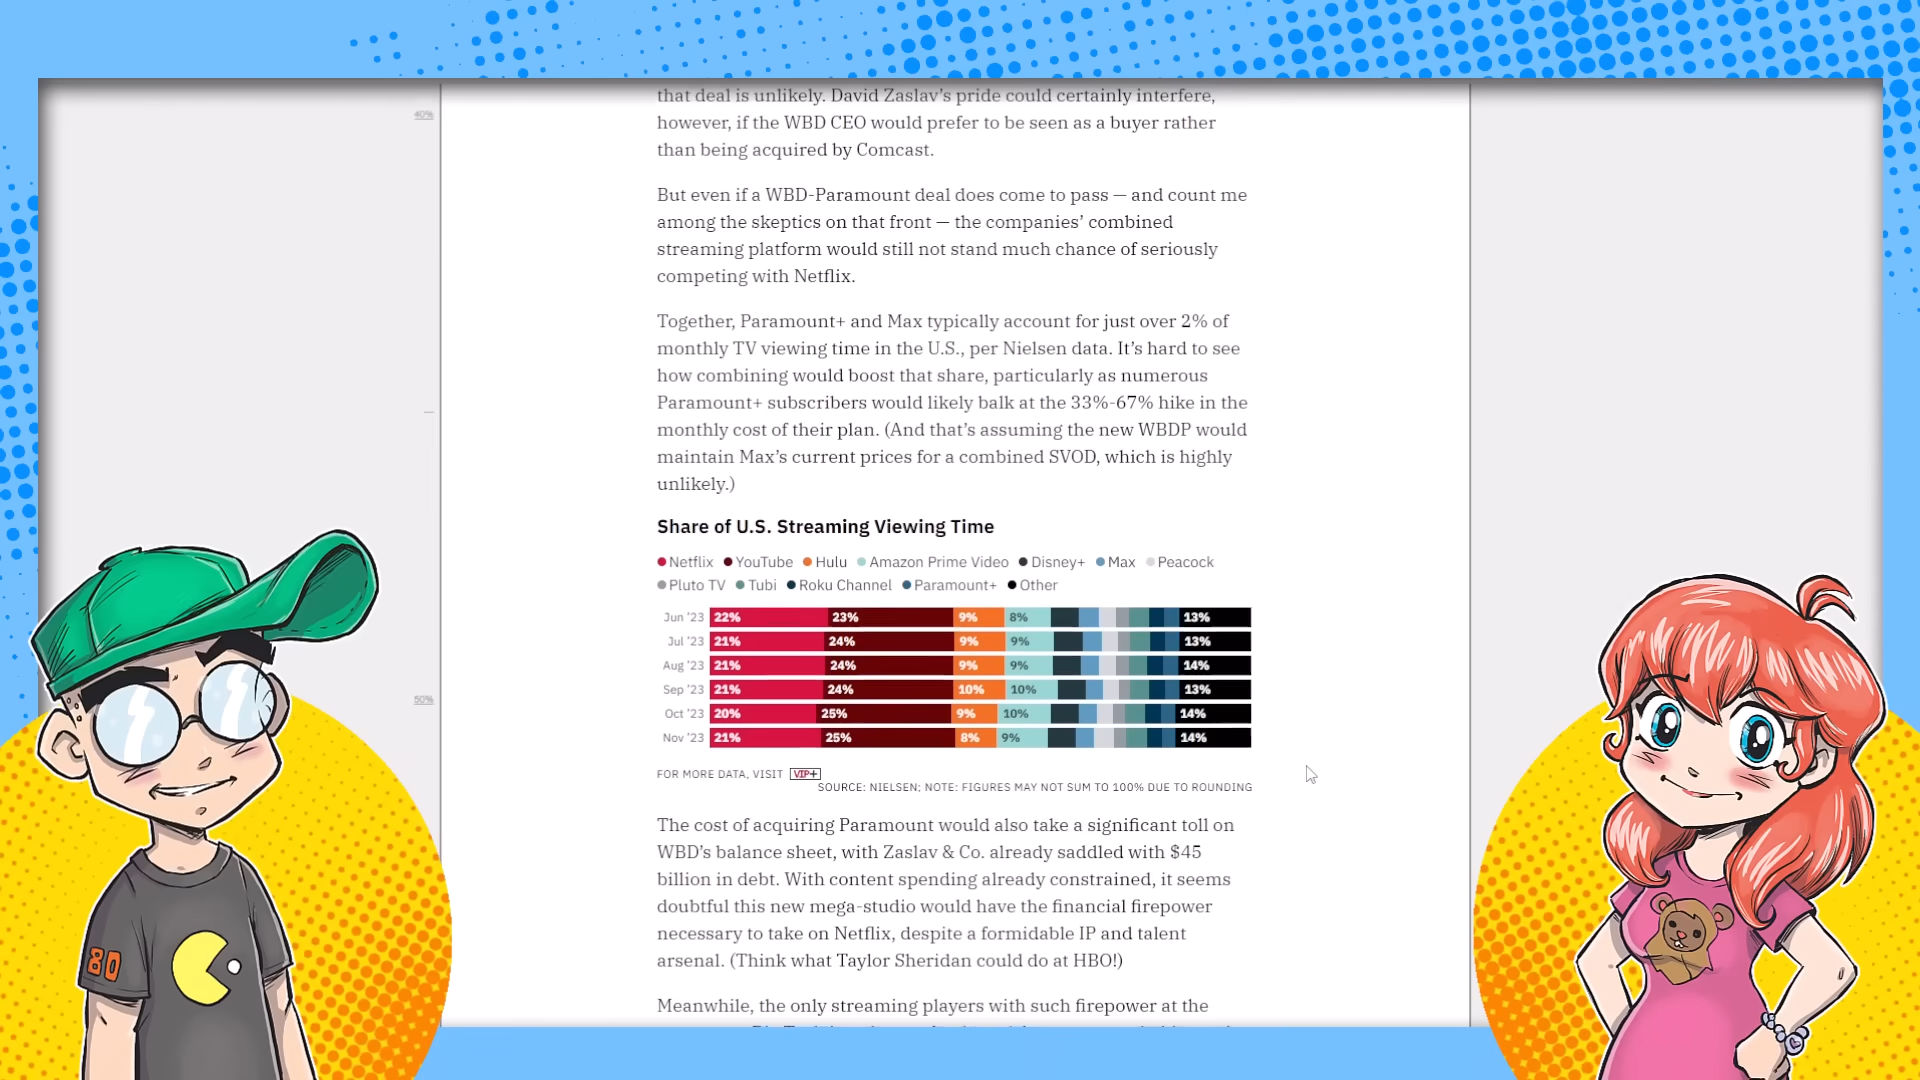 40%
that deal is unlikely. David Zaslav’s pride could certainly interfere,
however, if the WBD CEO would prefer to be seen as a buyer rather
than being acquired by Comcast.
But even if a WBD-Paramount deal does come to pass — and count me
among the skeptics on that front — the companies’ combined
streaming platform would still not stand much chance of seriously
competing with Netflix.
Together, Paramount+ and Max typically account for just over 2% of
monthly TV viewing time in the U.S., per Nielsen data. It’s hard to see
how combining would boost that share, particularly as numerous
Paramount+ subscribers would likely balk at the 33%-67% hike in the
monthly cost of their plan. (And that’s assuming the new WBDP would
maintain Max’s current prices for a combined SVOD, which is highly
unlikely.)
Share of U.S. Streaming Viewing Time
Netflix YouTube Hulu Amazon Prime Video Disney+ Max Peacock
Pluto TV Tubi Roku Channel Paramount+ Other
Jun ’23 22% 23% 9% 8% 13%
Jul ’23 21% 24% 9% 9% 13%
Aug ’23 21% 24% 9% 9% 14%
Sep ’23 21% 24% 10% 10% 13%
50%
Oct ’23 20% 25% 9% 10% 14%
Nov ’23 21% 25% 8% 9% 14%
FOR MORE DATA, VISIT VIP+
SOURCE: NIELSEN; NOTE: FIGURES MAY NOT SUM TO 100% DUE TO ROUNDING
The cost of acquiring Paramount would also take a significant toll on
WBD’s balance sheet, with Zaslav & Co. already saddled with $45
billion in debt. With content spending already constrained, it seems
doubtful this new mega-studio would have the financial firepower
necessary to take on Netflix, despite a formidable IP and talent
arsenal. (Think what Taylor Sheridan could do at HBO!)
Meanwhile, the only streaming players with such firepower at the
80